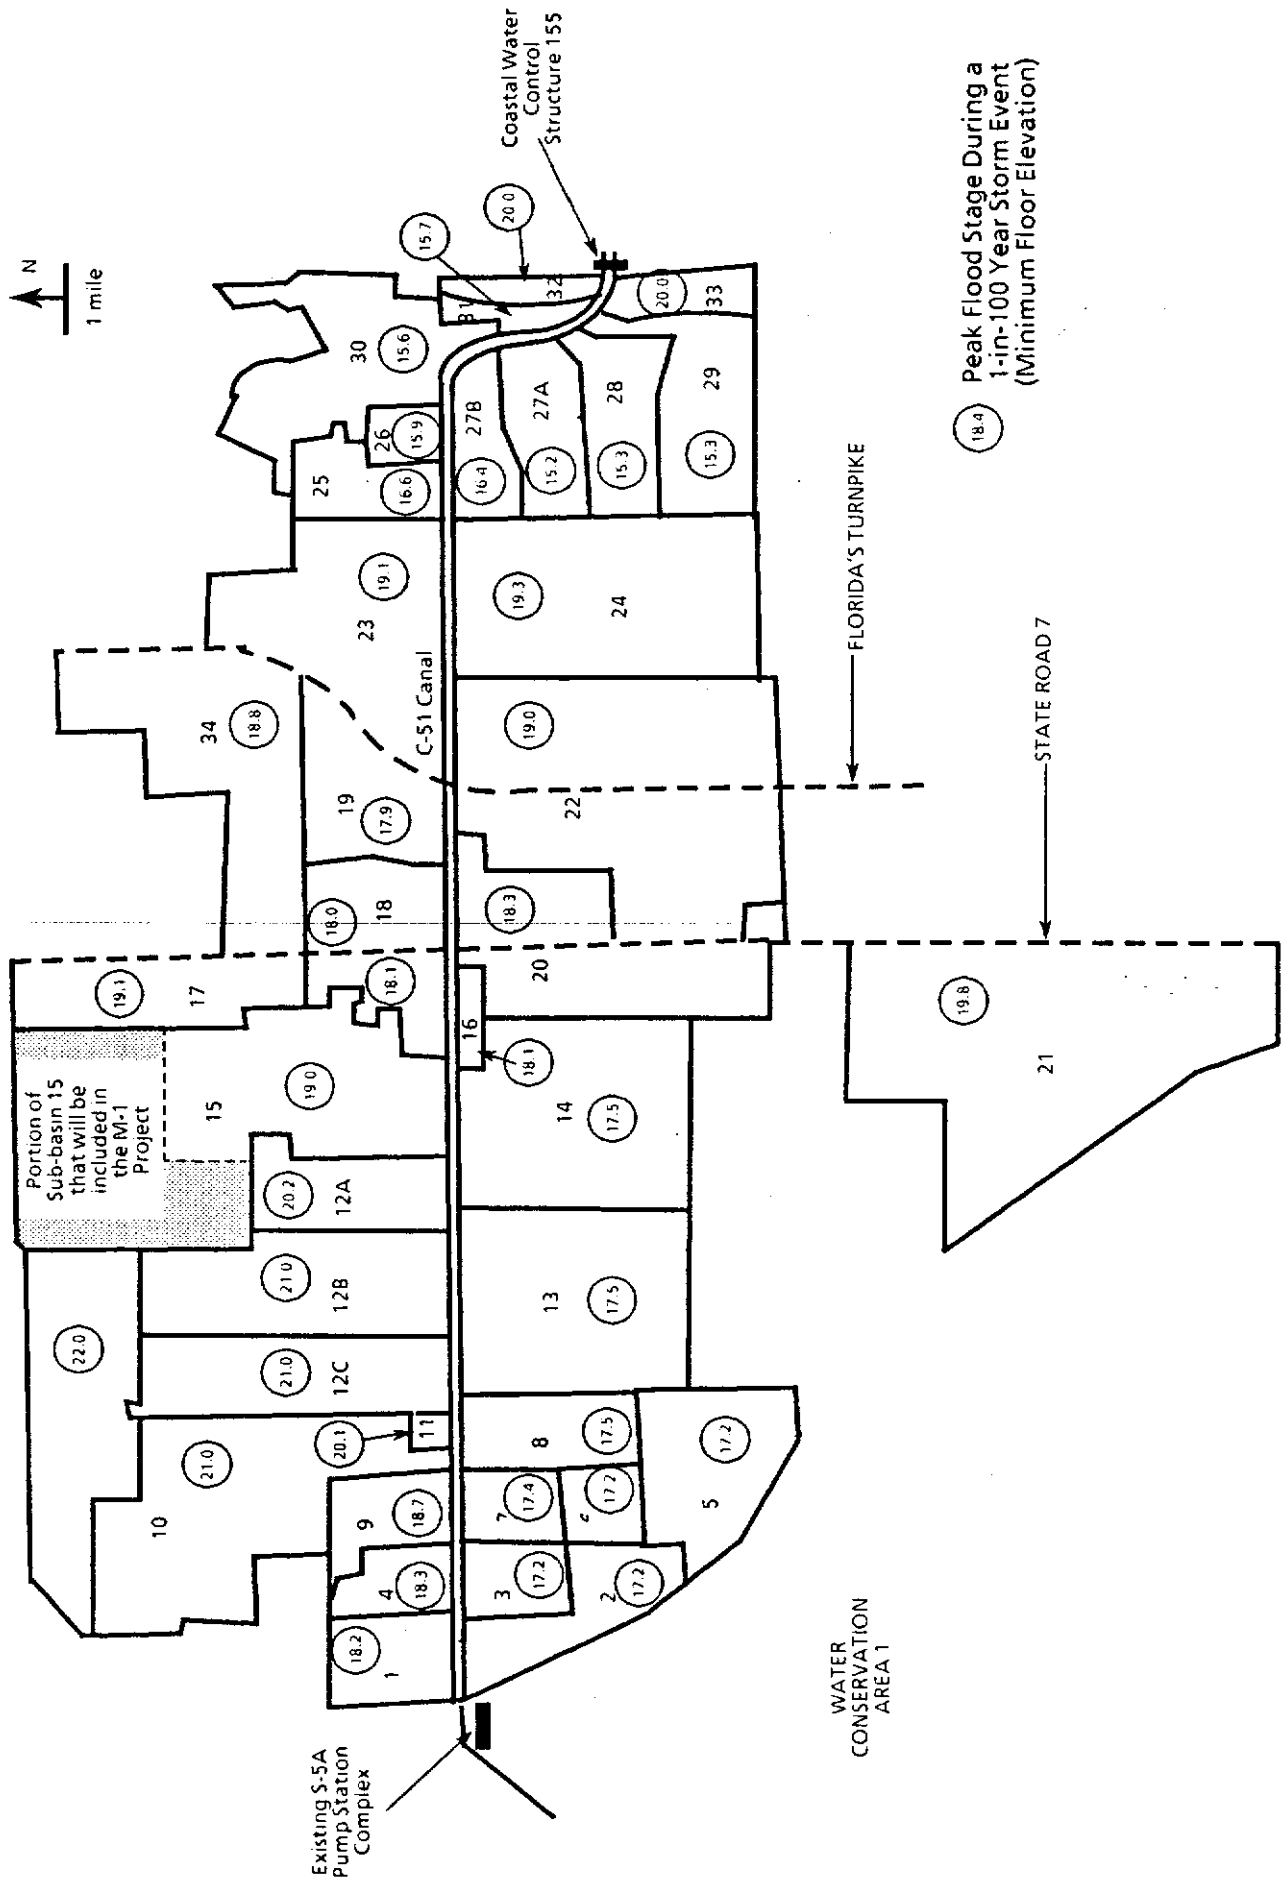 Existing S-5A
Pump Station
Complex
WATER
CONSERVATION
AREA 1
N
1 mile
Portion of
Sub-basin 15
that will be
included in
the M-1
Project
22.0
10
21.0
20.1
11
1
18.2
4
18.3
9
18.7
12C
21.0
12B
21.0
12A
20.2
15
19.0
17
19.1
18.1
18
18.0
34
18.8
19
17.9
23
19.1
25
16.6
26
15.9
30
15.6
C-51 Canal
3
17.2
2
17.2
7
17.4
17.2
8
17.5
5
17.2
13
17.5
14
17.5
16
18.1
20
18.3
22
19.0
24
19.3
21
19.8
27B
16.4
27A
15.2
28
15.3
29
15.3
31
15.7
32
20.0
33
20.0
Coastal Water
Control
Structure 155
FLORIDA'S TURNPIKE
STATE ROAD 7
18.4
Peak Flood Stage During a
1-in-100 Year Storm Event
(Minimum Floor Elevation)